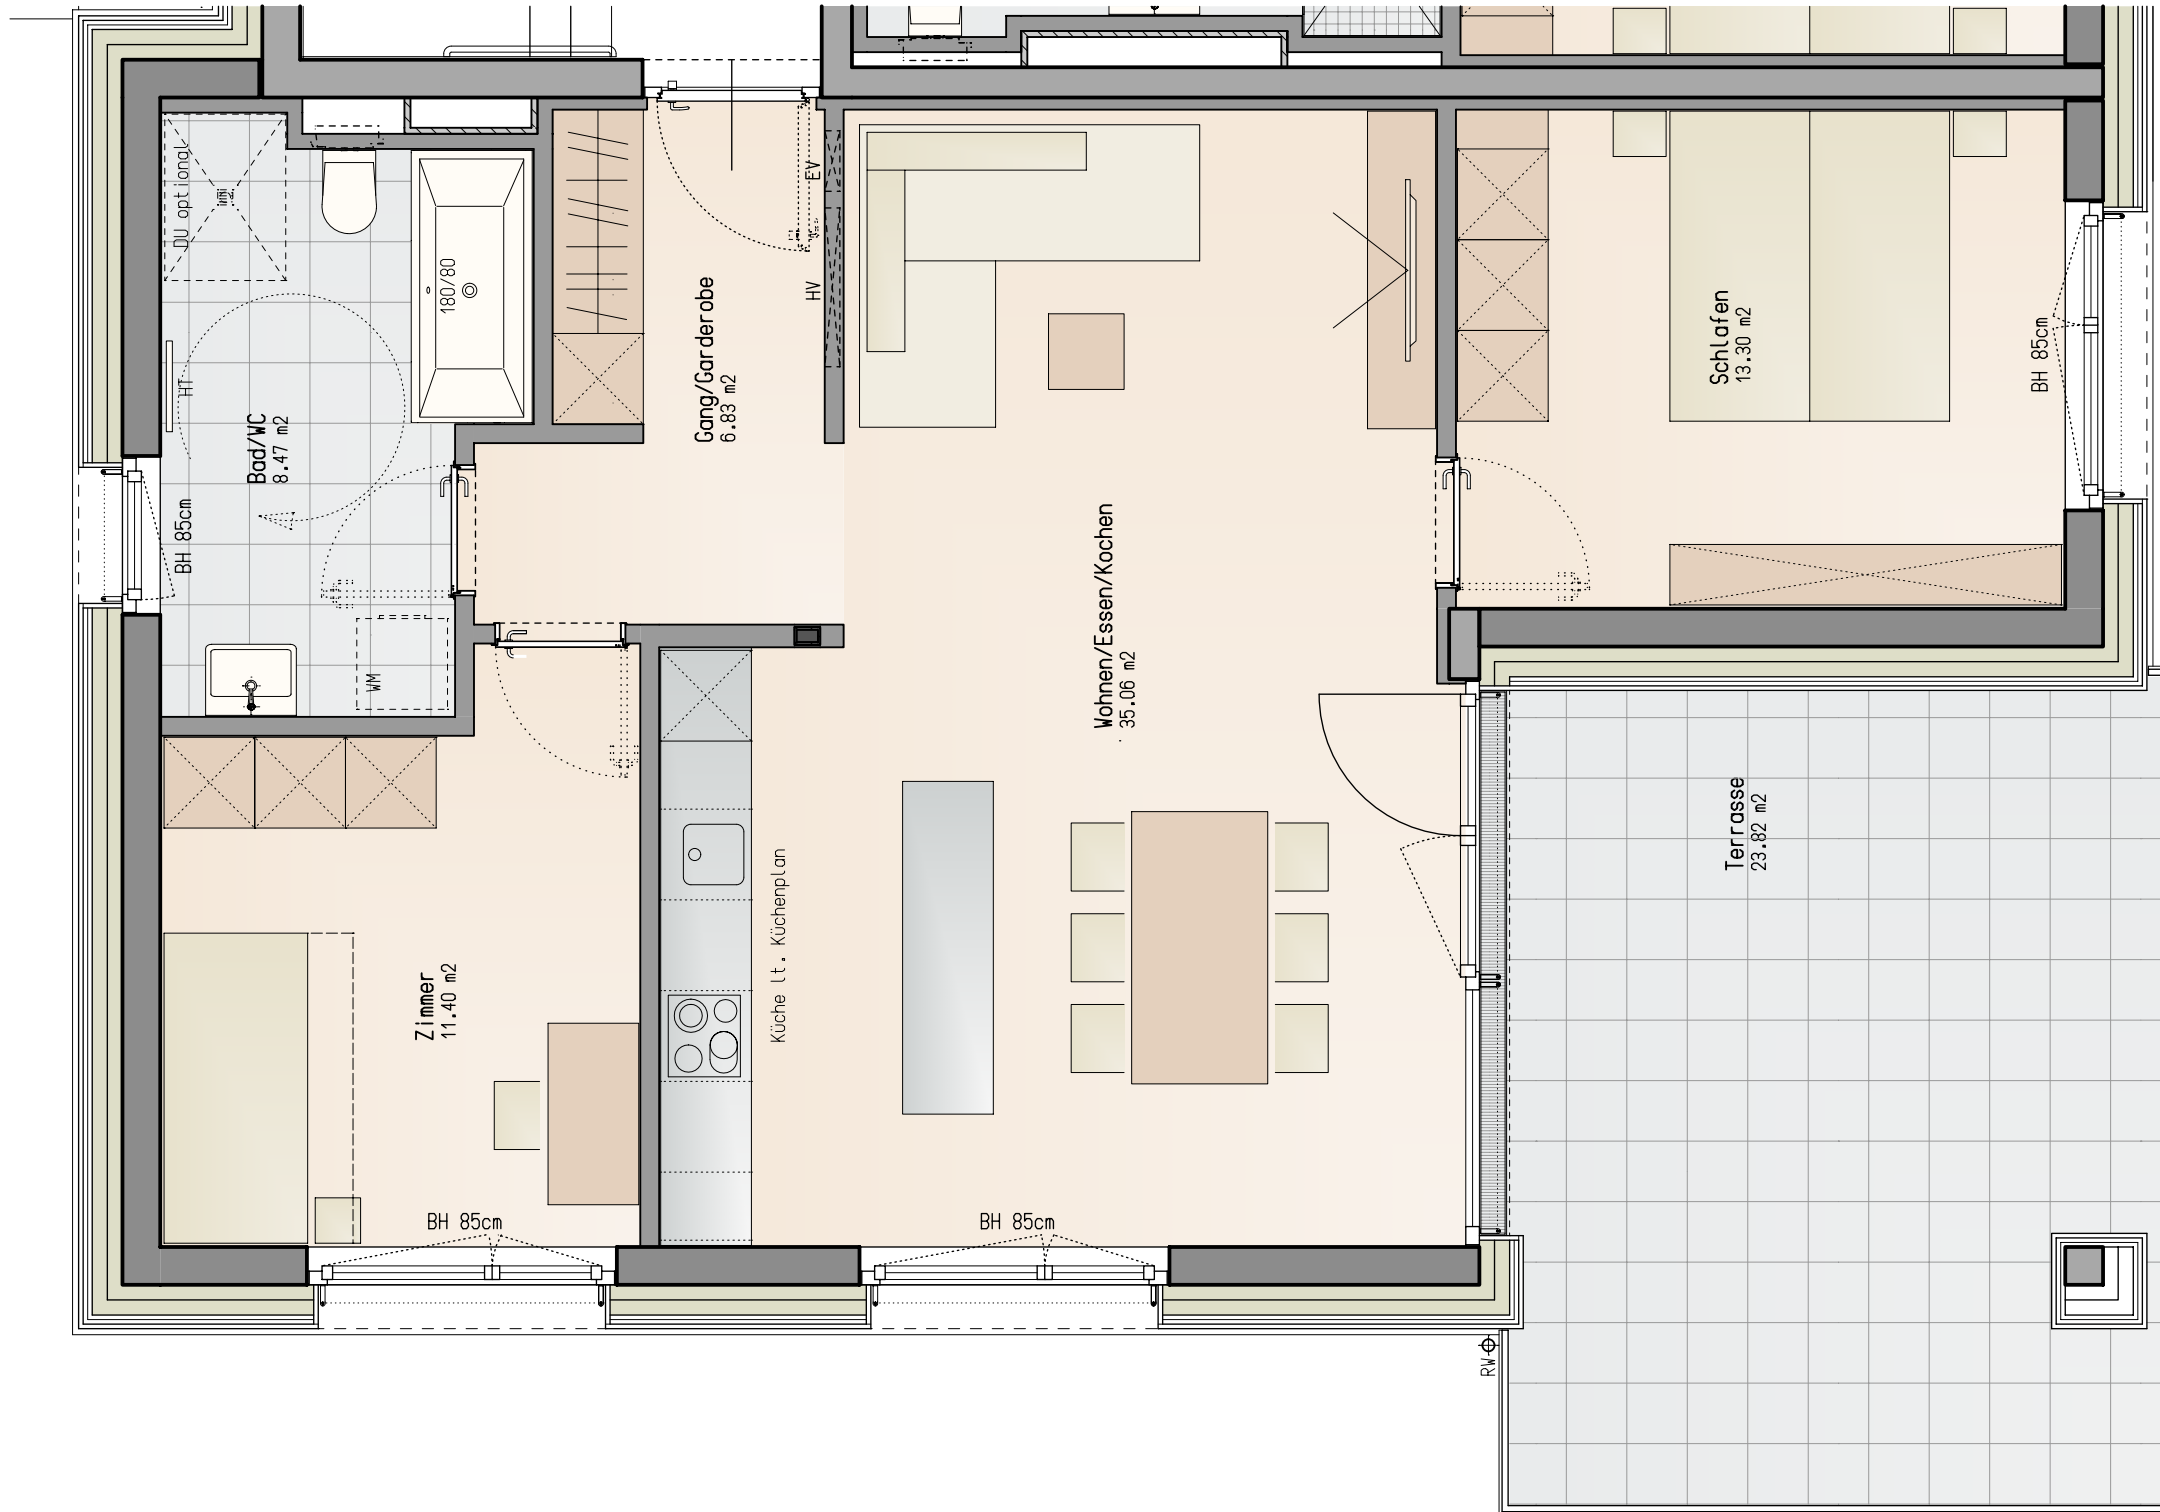 DU optional
180/80
HT
Bad/WC
8.47 m2
BH 85cm
WM
EV
HV
Gang/Garderobe
6.83 m2
Wohnen/Essen/Kochen
35.06 m2
Schlafen
13.30 m2
BH 85cm
Terrasse
23.82 m2
Küche lt. Küchenplan
Zimmer
11.40 m2
BH 85cm
BH 85cm
RW